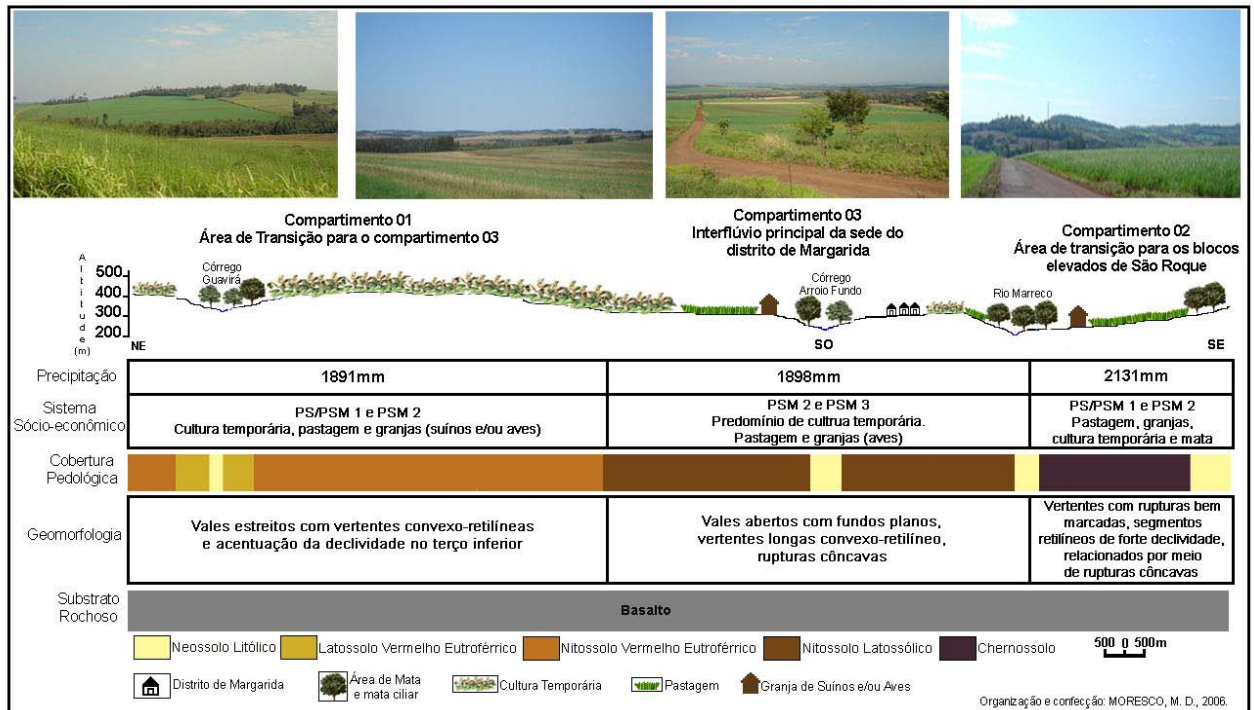 Compartimento 01
Área de Transição para o compartimento 03
Compartimento 03
Interflúvio principal da sede do
distrito de Margarida
Compartimento 02
Área de transição para os blocos
elevados de São Roque
Altitude
(m)
500
400
300
200
Córrego
Guavirá
Córrego
Arroio Fundo
Rio Marreco
NE
SO
SE
Precipitação
1891mm
1898mm
2131mm
Sistema
Sócio-econômico
PS/PSM 1 e PSM 2
Cultura temporária, pastagem e granjas (suínos e/ou aves)
PSM 2 e PSM 3
Predomínio de cultrua temporária.
Pastagem e granjas (aves)
PS/PSM 1 e PSM 2
Pastagem, granjas,
cultura temporária e mata
Cobertura
Pedológica
Geomorfologia
Vales estreitos com vertentes convexo-retilíneas
e acentuação da declividade no terço inferior
Vales abertos com fundos planos,
vertentes longas convexo-retilíneo,
rupturas côncavas
Vertentes com rupturas bem
marcadas, segmentos
retilíneos de forte declividade,
relacionados por meio
de rupturas côncavas
Substrato
Rochoso
Basalto
Neossolo Litólico
Latossolo Vermelho Eutroférrico
Nitossolo Vermelho Eutroférrico
Nitossolo Latossólico
Chernossolo
500 0 500m
Distrito de Margarida
Área de Mata
e mata ciliar
Cultura Temporária
Pastagem
Granja de Suínos e/ou Aves
Organização e confecção: MORESCO, M. D., 2006.